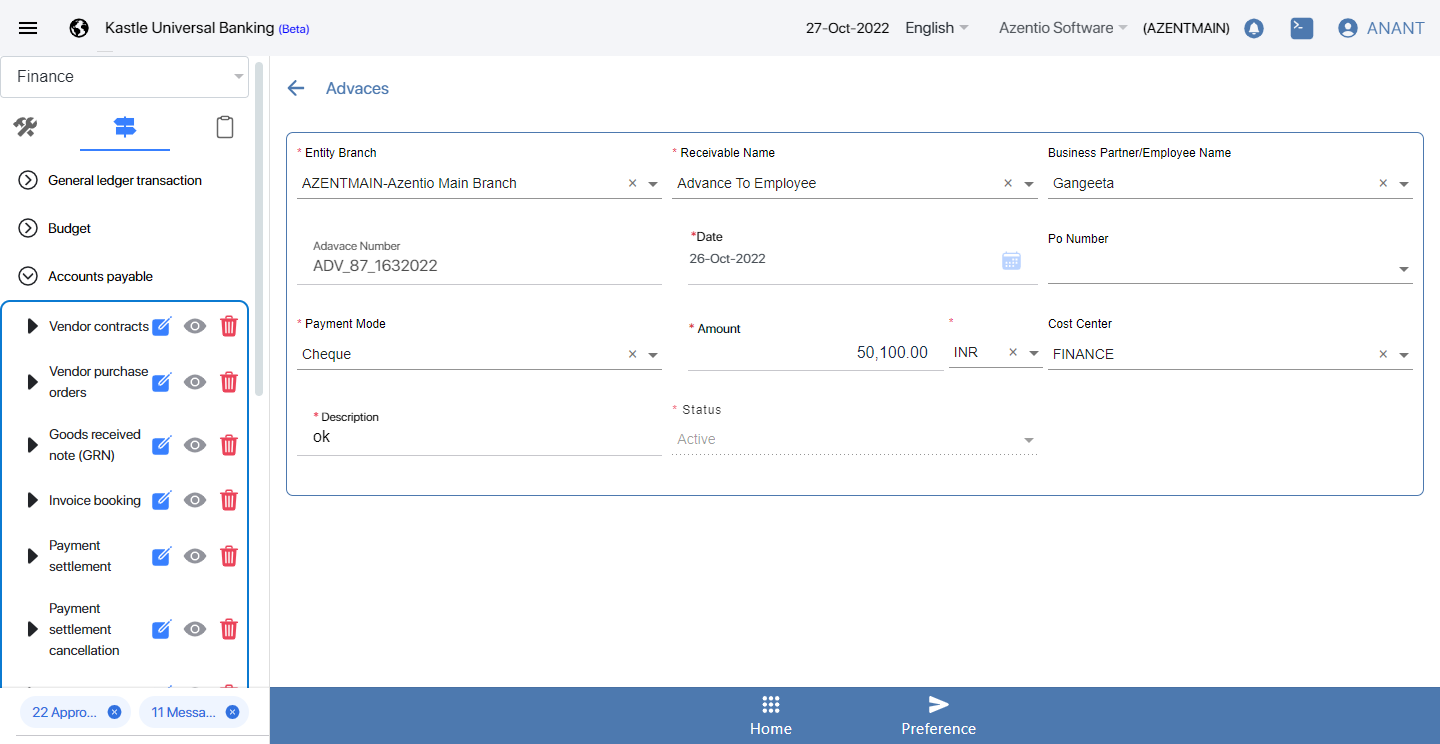 Kastle Universal Banking (Beta)
27-Oct-2022 English Azentio Software (AZENTMAIN) ANANT
Finance
General ledger transaction
Budget
Accounts payable
Vendor contracts
Vendor purchase
orders
Goods received
note (GRN)
Invoice booking
Payment
settlement
Payment
settlement
cancellation
22 Appro...
11 Messa...
Advaces
* Entity Branch
AZENTMAIN-Azentio Main Branch
* Receivable Name
Advance To Employee
Business Partner/Employee Name
Gangeeta
Adavace Number
ADV_87_1632022
*Date
26-Oct-2022
Po Number
* Payment Mode
Cheque
* Amount
50,100.00
*
INR
Cost Center
FINANCE
* Description
ok
* Status
Active
Home
Preference